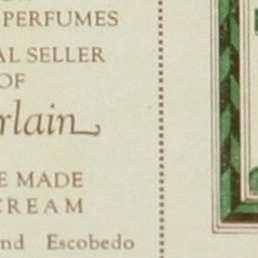 PERFUMES
AL SELLER
OF
rlain
E MADE
CREAM
nd Escobedo